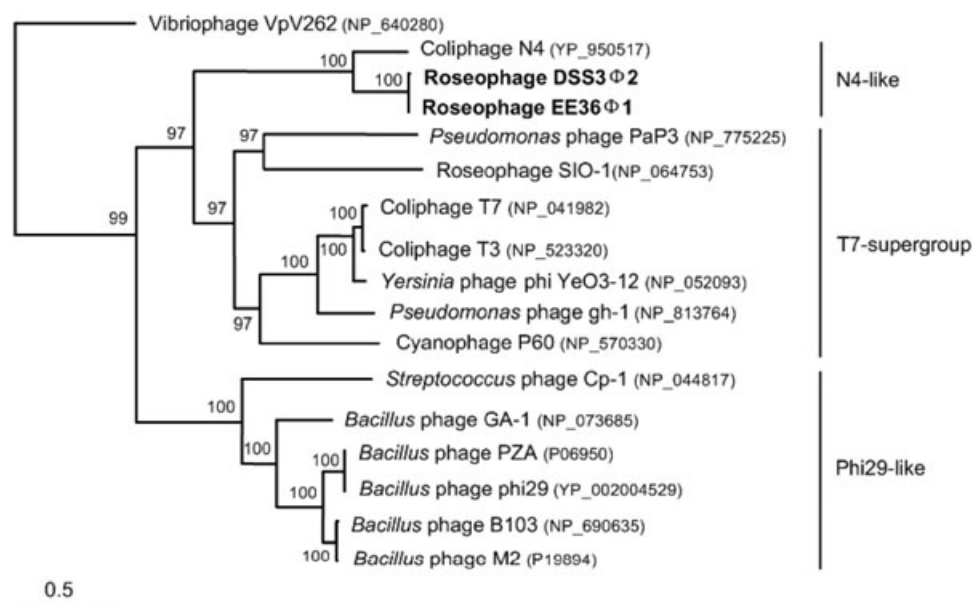 Vibriophage VpV262 (NP_640280)
Coliphage N4 (YP_950517)
100
100 Roseophage DSS3Φ2
N4-like
Roseophage EE36Φ1
97
97
Pseudomonas phage PaP3 (NP_775225)
Roseophage SIO-1(NP_064753)
99
97
100
Coliphage T7 (NP_041982)
T7-supergroup
100
Coliphage T3 (NP_523320)
100
Yersinia phage phi YeO3-12 (NP_052093)
Pseudomonas phage gh-1 (NP_813764)
97
Cyanophage P60 (NP_570330)
Streptococcus phage Cp-1 (NP_044817)
100
Bacillus phage GA-1 (NP_073685)
100
100
Bacillus phage PZA (P06950)
Phi29-like
Bacillus phage phi29 (YP_002004529)
100
Bacillus phage B103 (NP_690635)
100
Bacillus phage M2 (P19894)
0.5